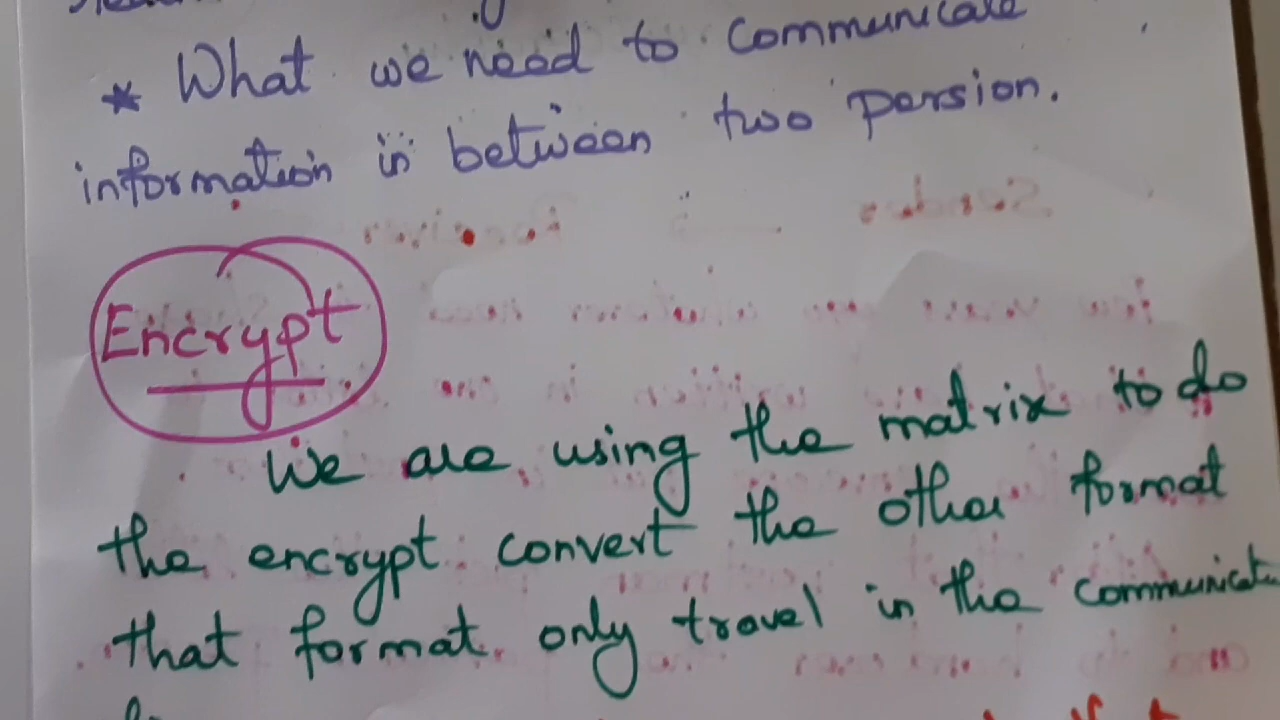 * What we need to communicate
information in between two persion.
Encrypt
We are using the matrix to do
the encrypt convert the other format
that format only travel in the communicate